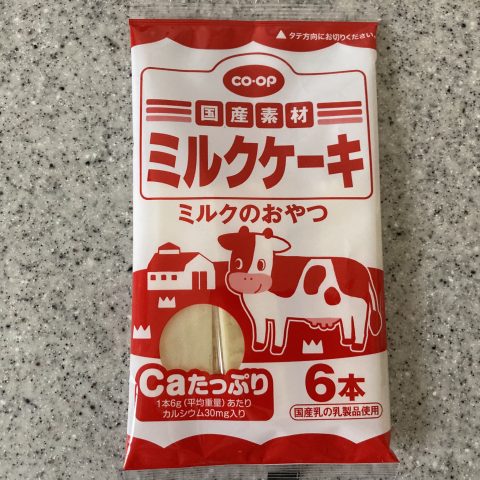 ▲タテ方向にお切りください。
CO·OP
国産素材
ミルクケーキ
ミルクのおやつ
Caたっぷり
1本6g(平均重量)あたり
カルシウム30mg入り
6本
国産乳の乳製品使用